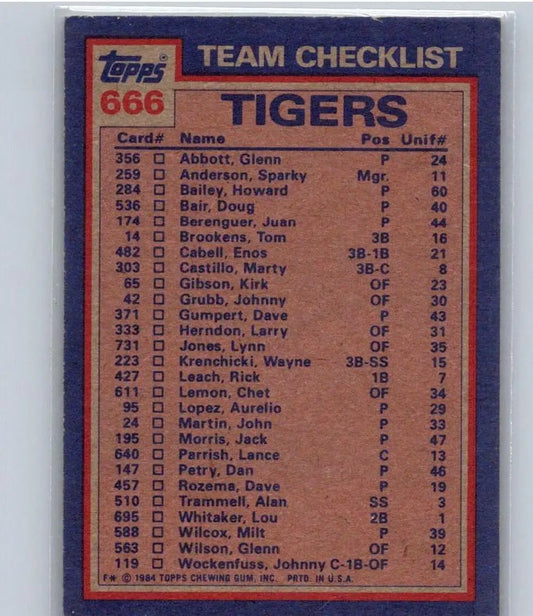 Topps® TEAM CHECKLIST
666 TIGERS
Card# Name Pos Unif#
356 □ Abbott, Glenn P 24
259 □ Anderson, Sparky Mgr. 11
284 □ Bailey, Howard P 60
536 □ Bair, Doug P 40
174 □ Berenguer, Juan P 44
14 □ Brookens, Tom 3B 16
482 □ Cabell, Enos 3B-1B 21
303 □ Castillo, Marty 3B-C 8
65 □ Gibson, Kirk OF 23
42 □ Grubb, Johnny OF 30
371 □ Gumpert, Dave P 43
333 □ Herndon, Larry OF 31
731 □ Jones, Lynn OF 35
223 □ Krenchicki, Wayne 3B-SS 15
427 □ Leach, Rick 1B 7
611 □ Lemon, Chet OF 34
95 □ Lopez, Aurelio P 29
24 □ Martin, John P 33
195 □ Morris, Jack P 47
640 □ Parrish, Lance C 13
147 □ Petry, Dan P 46
457 □ Rozema, Dave P 19
510 □ Trammell, Alan SS 3
695 □ Whitaker, Lou 2B 1
588 □ Wilcox, Milt P 39
563 □ Wilson, Glenn OF 12
119 □ Wockenfuss, Johnny C-1B-OF 14
F* © 1984 TOPPS CHEWING GUM, INC. PRTD. IN U.S.A.